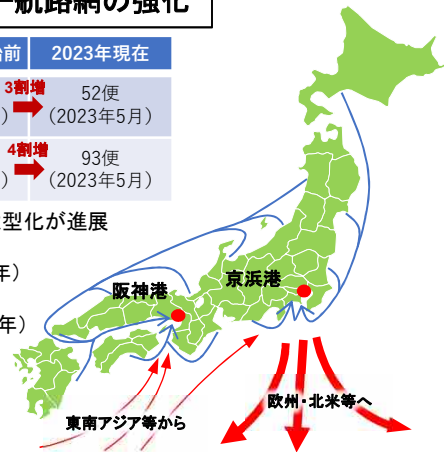 航路網の強化
前 2023年現在
3割増
52便
(2023年5月)
4割増
93便
(2023年5月)
型化が進展
年)
年)
阪神港
京浜港
東南アジア等から
欧州・北米等へ